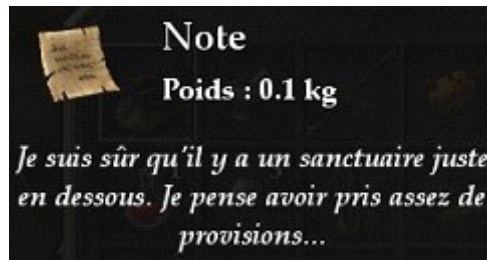 Note
Poids : 0.1 kg
Je suis sûr qu'il y a un sanctuaire juste
en dessous. Je pense avoir pris assez de
provisions...